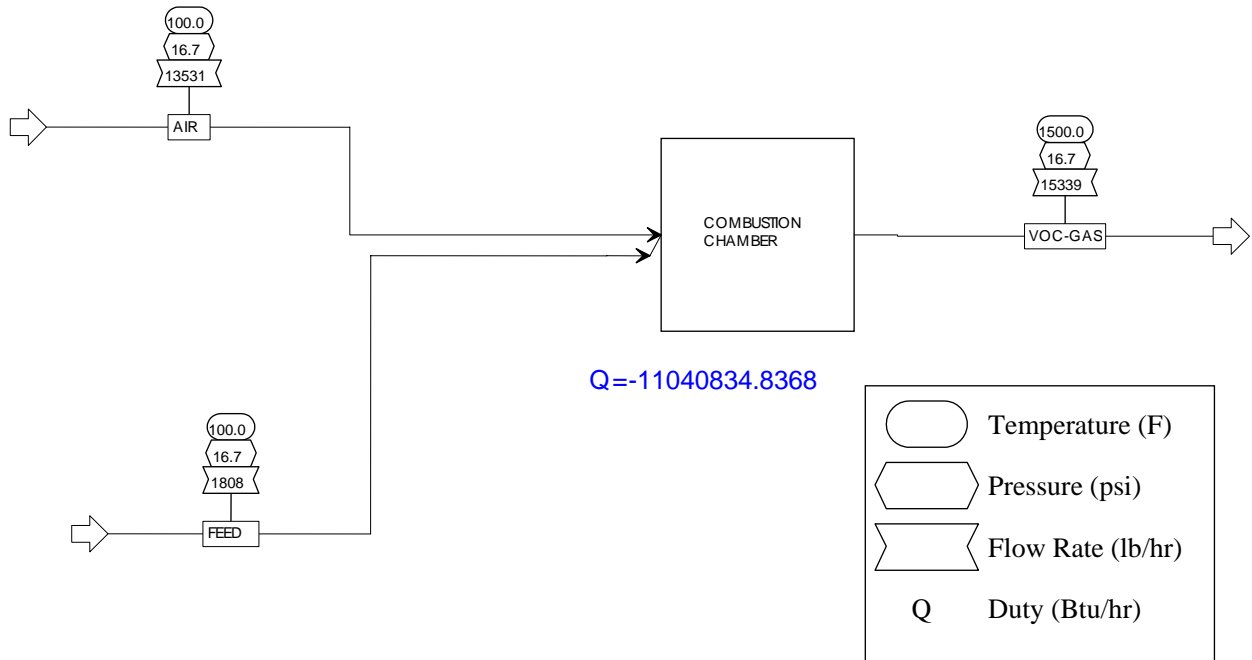 100.0
16.7
13531
AIR
1500.0
16.7
15339
COMBUSTION
CHAMBER
VOC-GAS
Q=-11040834.8368
100.0
16.7
1808
FEED
Temperature (F)
Pressure (psi)
Flow Rate (lb/hr)
Q Duty (Btu/hr)